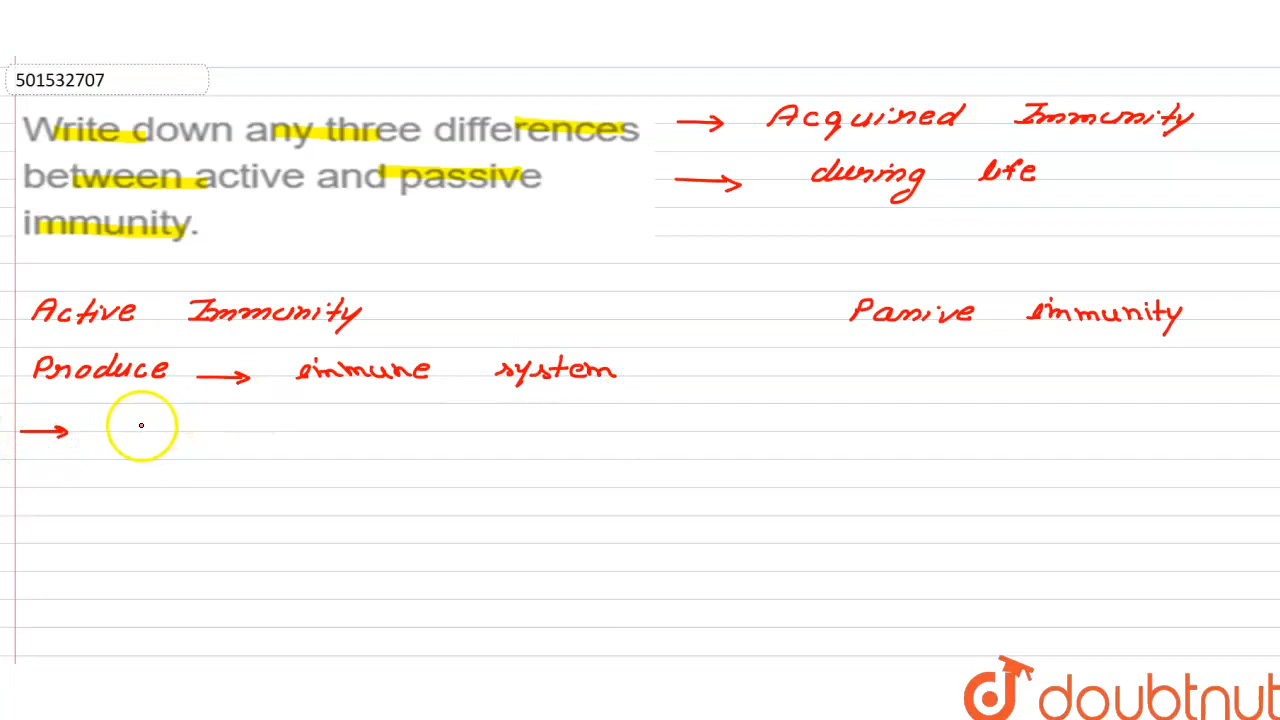 501532707
Write down any three differences
between active and passive
immunity.
→ Acquired Immunity
→ during life
Active Immunity
Passive immunity
Produce → immune system
→
doubtnut